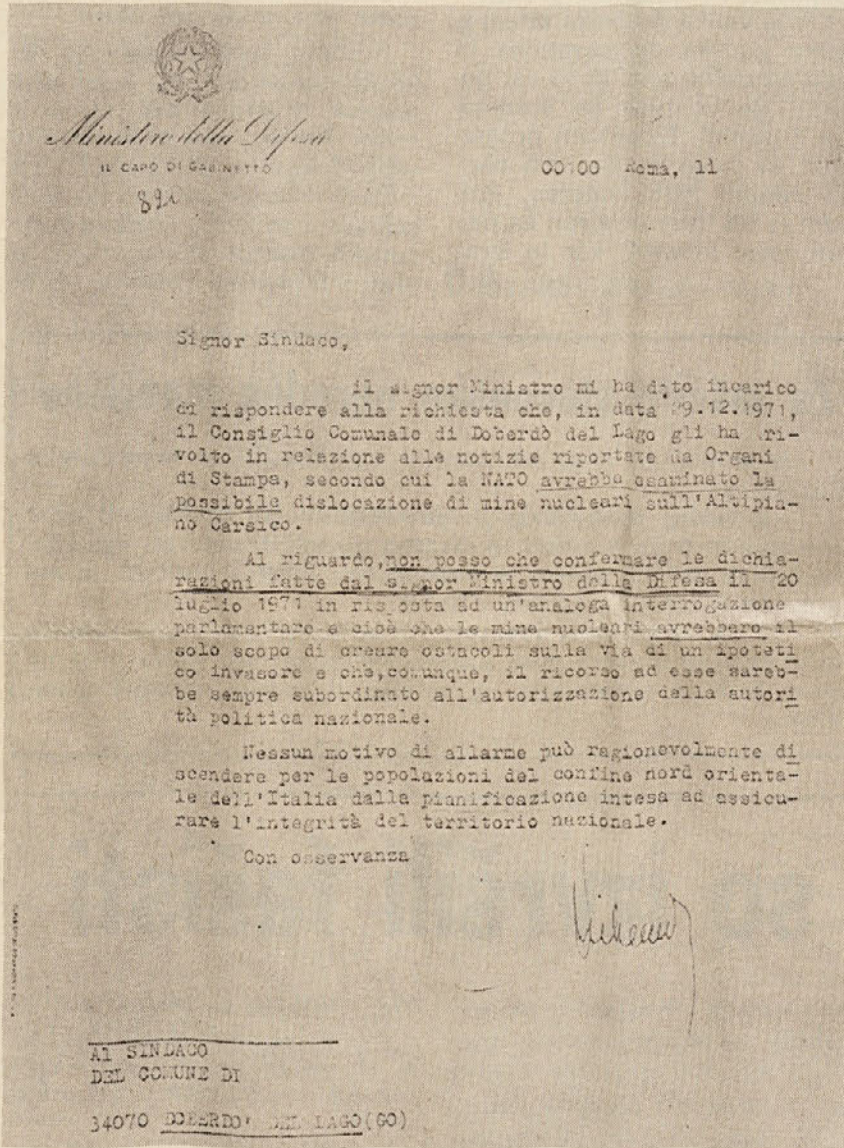 Ministero della Difesa
IL CAPO DI GABINETTO
00100 Roma, 11
Signor Sindaco,
il signor Ministro mi ha dato incarico
di rispondere alla richiesta che, in data 29.12.1971,
il Consiglio Comunale di Doberdò del Lago gli ha ri-
volto in relazione alle notizie riportate da Organi
di Stampa, secondo cui la NATO avrebbe esaminato la
possibile dislocazione di mine nucleari sull'Altipia-
no Carsico.
Al riguardo, non posso che confermare le dichia-
razioni fatte dal signor Ministro della Difesa il 20
luglio 1971 in risposta ad un'analoga interrogazione
parlamentare e cioè che le mine nucleari avrebbero il
solo scopo di creare ostacoli sulla via di un ipoteti
co invasore e che, comunque, il ricorso ad esse sareb-
be sempre subordinato all'autorizzazione della autori
tà politica nazionale.
Nessun motivo di allarme può ragionevolmente di
scendere per le popolazioni del confine nord orienta-
le dell'Italia dalla pianificazione intesa ad assicu-
rare l'integrità del territorio nazionale.
Con osservanza
Al SINDACO
DEL COMUNE DI
34070 DOBERDO' DEL LAGO (GO)